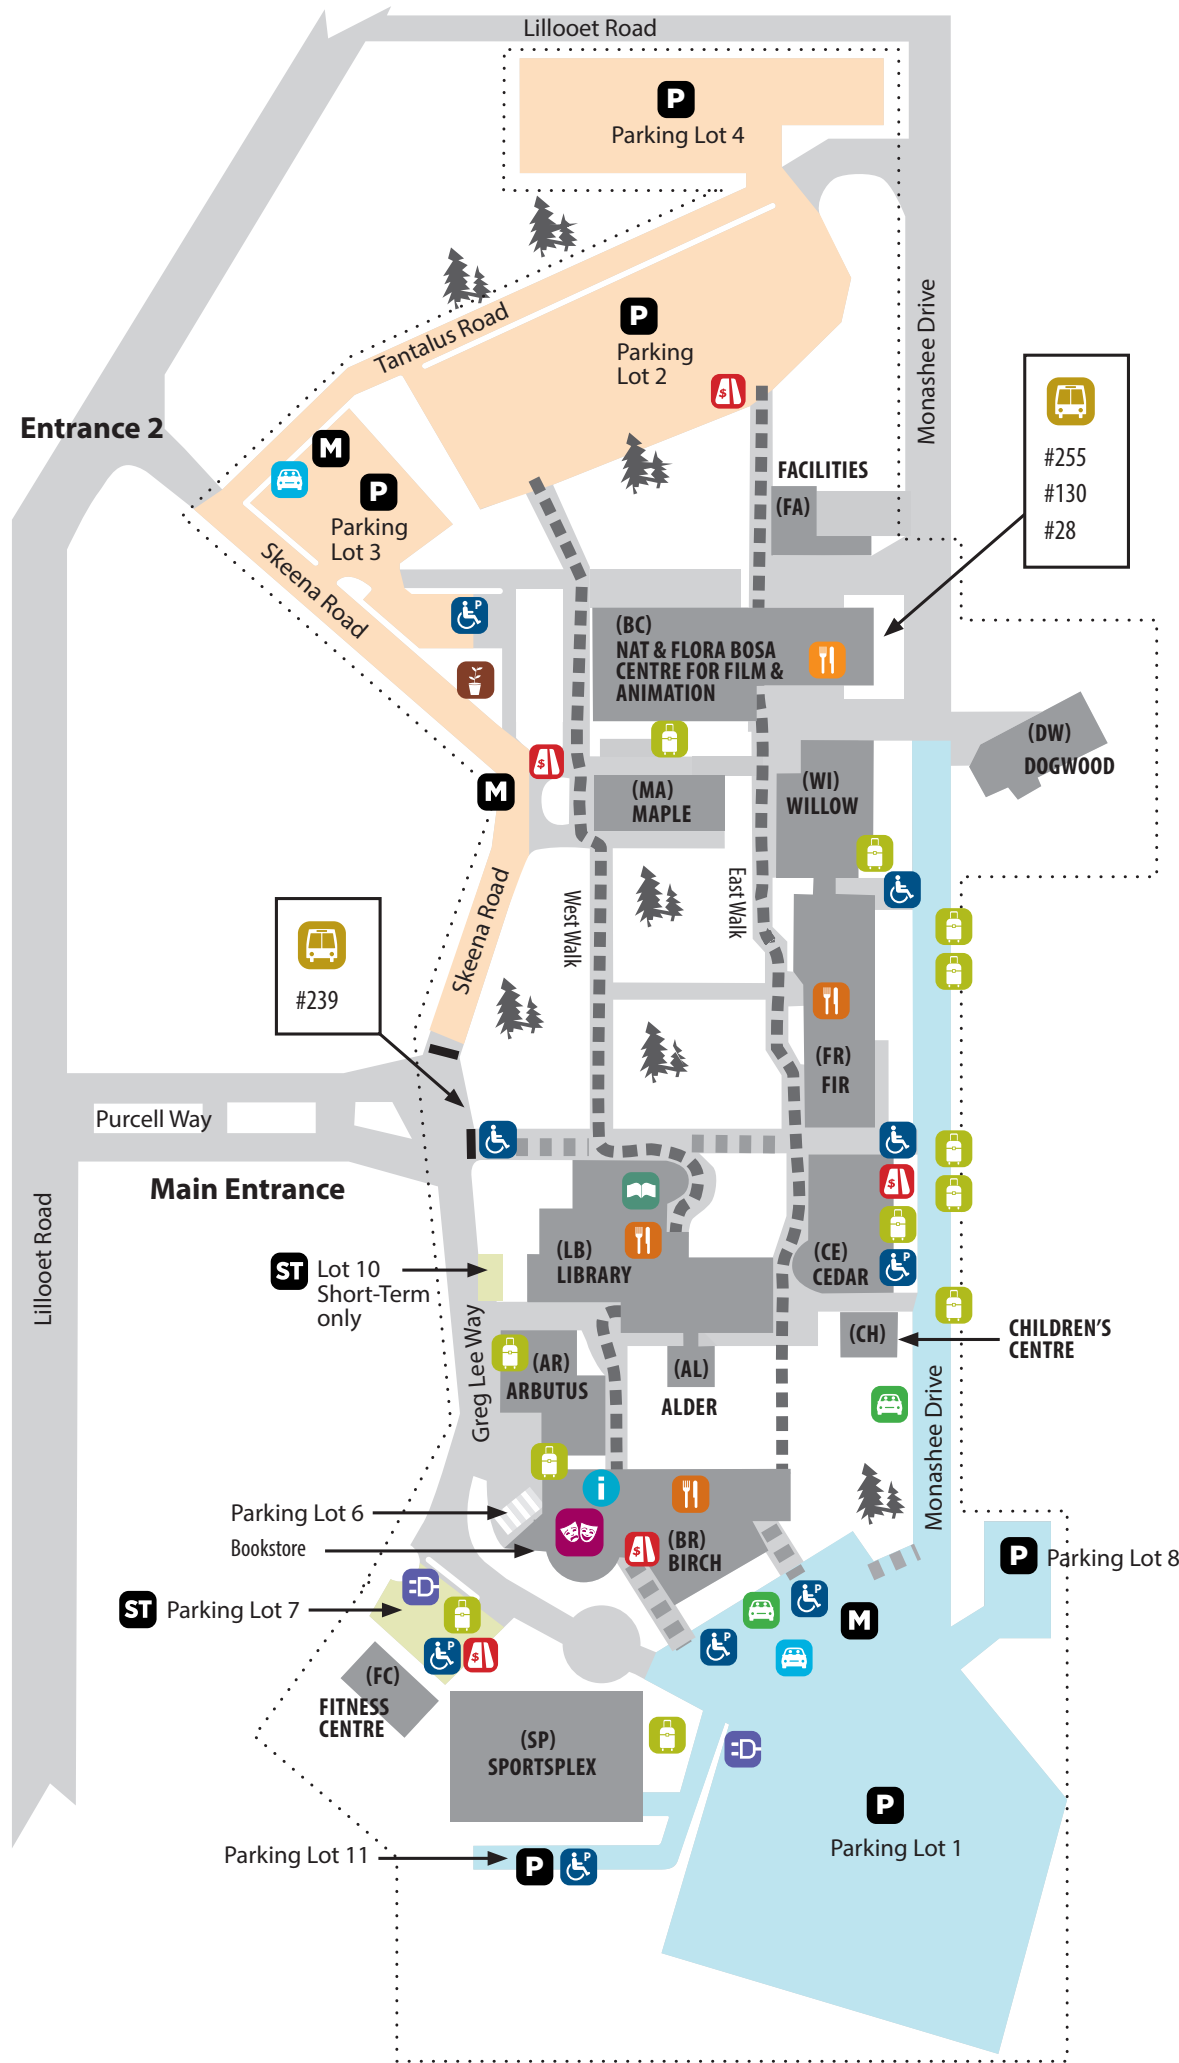 Lillooet Road
P
Parking Lot 4
P
Parking
Lot 2
Tantalus Road
Monashee Drive
$
#255
#130
#28
Entrance 2
M
P
Parking
Lot 3
FACILITIES
(FA)
Skeena Road
P
(BC)
NAT & FLORA BOSA
CENTRE FOR FILM &
ANIMATION
(DW)
DOGWOOD
$
M
(MA)
MAPLE
(WI)
WILLOW
West Walk
East Walk
Skeena Road
#239
(FR)
FIR
Purcell Way
Main Entrance
$
Lillooet Road
(LB)
LIBRARY
(CE)
CEDAR
P
ST
Lot 10
Short-Term
only
Greg Lee Way
(CH)
CHILDREN'S
CENTRE
(AR)
ARBUTUS
(AL)
ALDER
Monashee Drive
i
Parking Lot 6
Bookstore
$
(BR)
BIRCH
P
Parking Lot 8
ST
Parking Lot 7
P
$
P
P
M
(FC)
FITNESS
CENTRE
(SP)
SPORTSPLEX
P
Parking Lot 1
Parking Lot 11
P
P